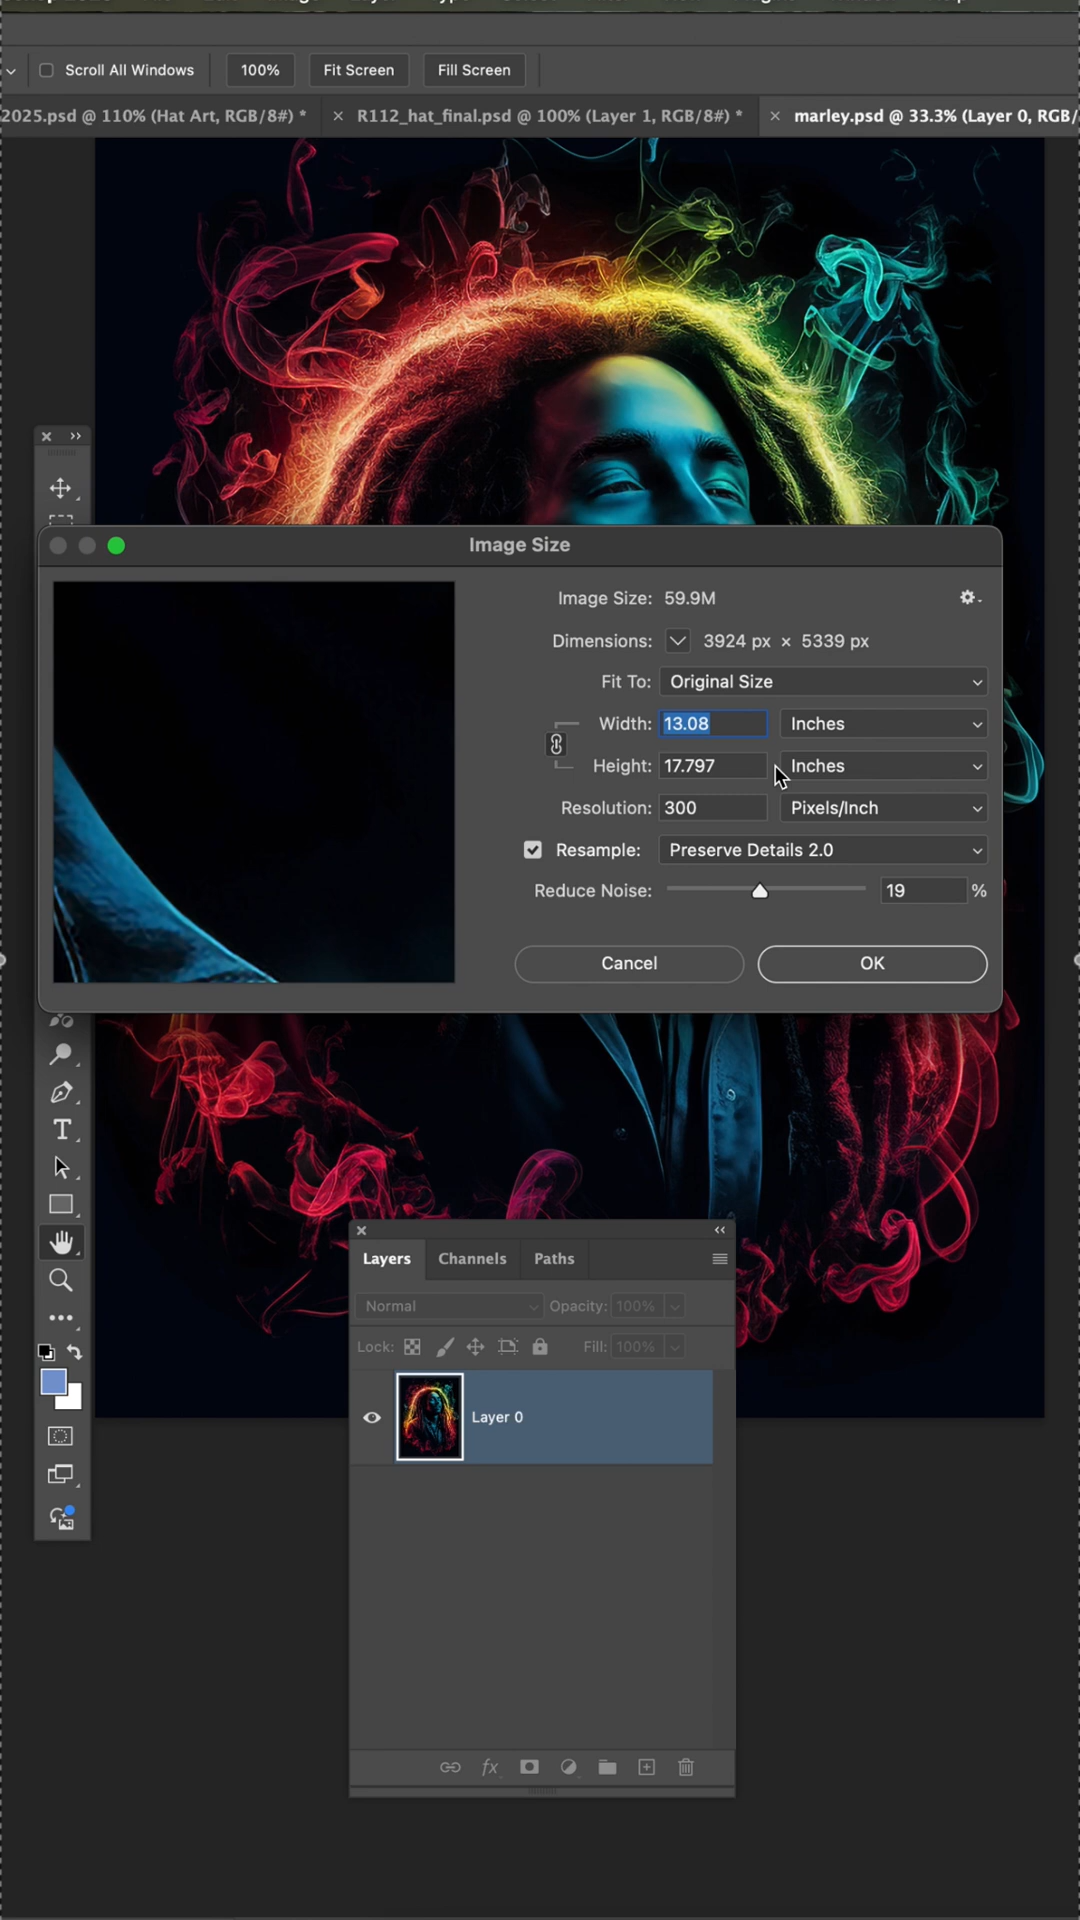 Scroll All Windows 100% Fit Screen Fill Screen
2025.psd @ 110% (Hat Art, RGB/8#) * × R112_hat_final.psd @ 100% (Layer 1, RGB/8#) * × marley.psd @ 33.3% (Layer 0, RGB/
Image Size
Image Size: 59.9M
Dimensions: 3924 px × 5339 px
Fit To: Original Size
Width: 13.08 Inches
Height: 17.797 Inches
Resolution: 300 Pixels/Inch
Resample: Preserve Details 2.0
Reduce Noise: 19 %
Cancel OK
Layers Channels Paths
Normal Opacity: 100%
Lock: Fill: 100%
Layer 0
fx